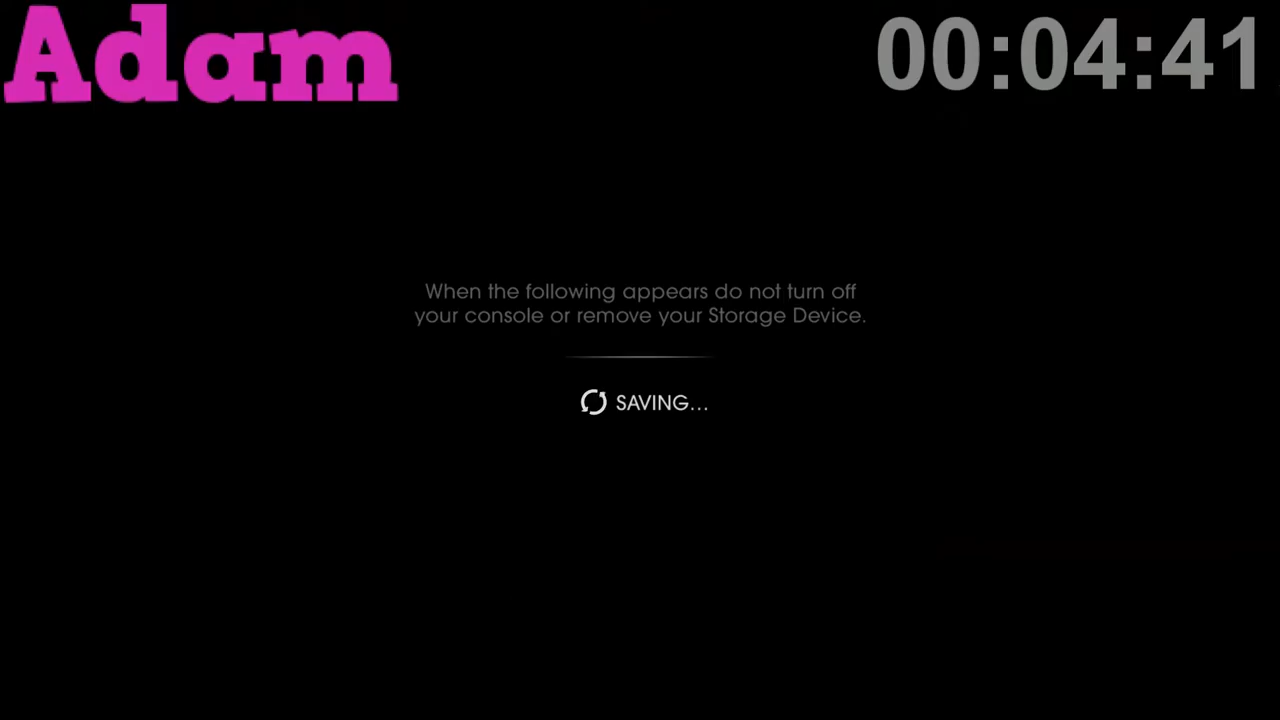 Adam
00:04:41
When the following appears do not turn off
your console or remove your Storage Device.
SAVING...